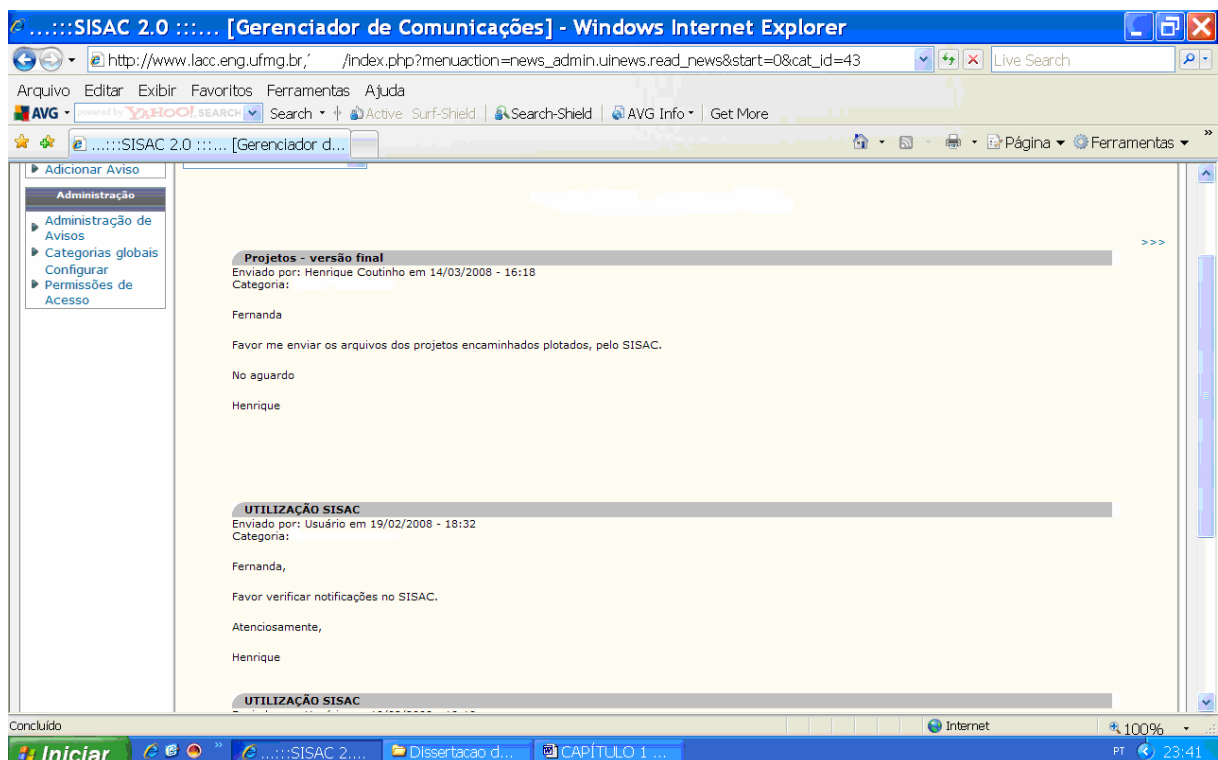 ...:::SISAC 2.0 :::... [Gerenciador de Comunicações] - Windows Internet Explorer
http://www.lacc.eng.ufmg.br,' /index.php?menuaction=news_admin.uinews.read_news&start=0&cat_id=43
Live Search
Arquivo Editar Exibir Favoritos Ferramentas Ajuda
AVG powered by YAHOO! SEARCH Search Active Surf-Shield Search-Shield AVG Info Get More
...:::SISAC 2.0 :::... [Gerenciador d... Página Ferramentas »
Adicionar Aviso
Administração
Administração de
Avisos
Categorias globais
Configurar
Permissões de
Acesso
>>>
Projetos - versão final
Enviado por: Henrique Coutinho em 14/03/2008 - 16:18
Categoria:
Fernanda
Favor me enviar os arquivos dos projetos encaminhados plotados, pelo SISAC.
No aguardo
Henrique
UTILIZAÇÃO SISAC
Enviado por: Usuário em 19/02/2008 - 18:32
Categoria:
Fernanda,
Favor verificar notificações no SISAC.
Atenciosamente,
Henrique
UTILIZAÇÃO SISAC
Concluído Internet 100%
Iniciar » ...:::SISAC 2.... Dissertacao d... CAPÍTULO 1 ... PT 23:41